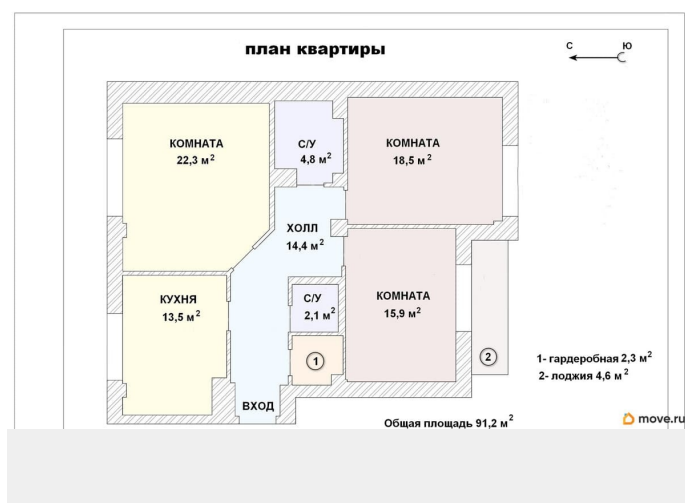 план квартиры
С Ю
КОМНАТА
22,3 м²
С/У
4,8 м²
КОМНАТА
18,5 м²
ХОЛЛ
14,4 м²
КУХНЯ
13,5 м²
С/У
2,1 м²
КОМНАТА
15,9 м²
1
2
1- гардеробная 2,3 м²
2- лоджия 4,6 м²
ВХОД
Общая площадь 91,2 м²
move.ru